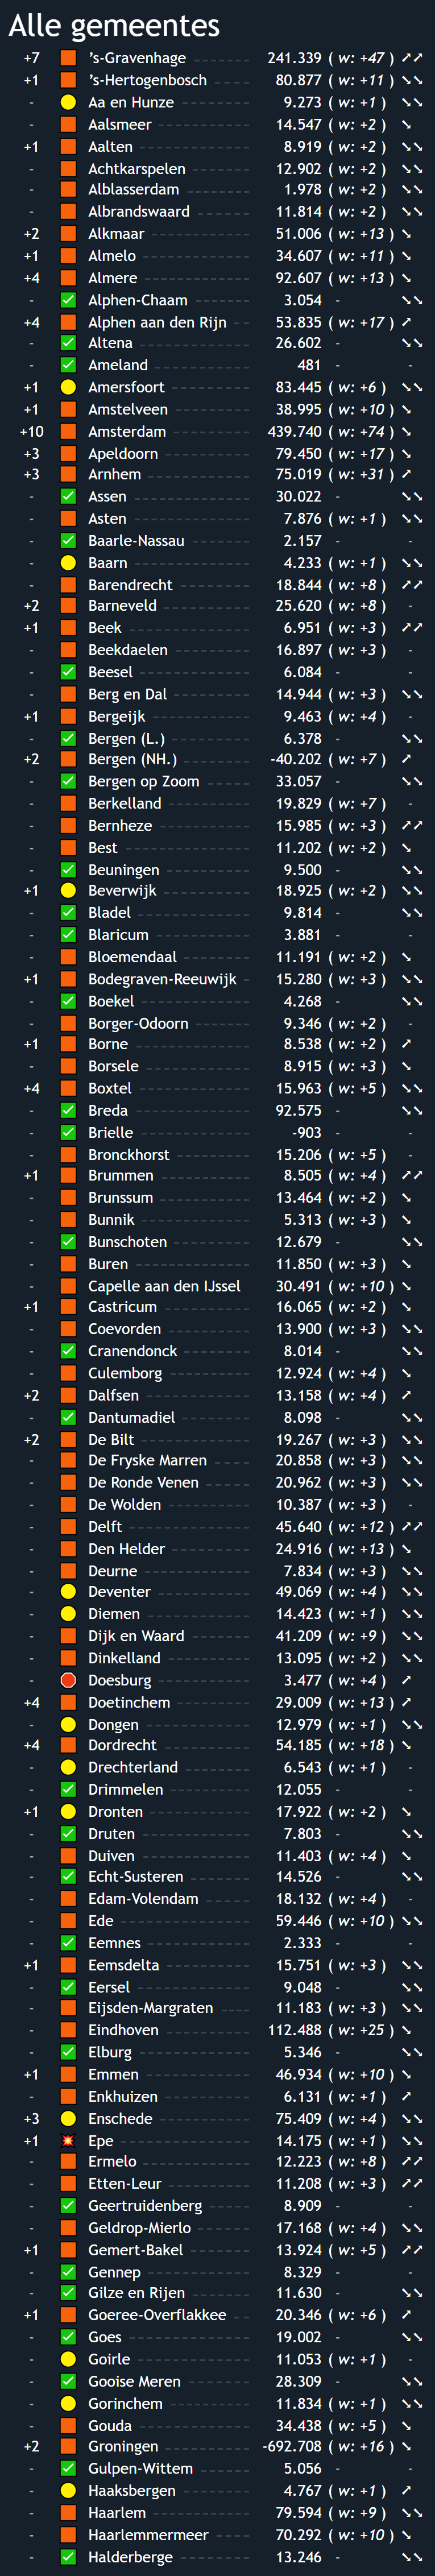 Alle gemeentes
+7 's-Gravenhage 241.339 ( w: +47 )
+1 's-Hertogenbosch 80.877 ( w: +11 )
- Aa en Hunze 9.273 ( w: +1 )
- Aalsmeer 14.547 ( w: +2 )
+1 Aalten 8.919 ( w: +2 )
- Achtkarspelen 12.902 ( w: +2 )
- Alblasserdam 1.978 ( w: +2 )
- Albrandswaard 11.814 ( w: +2 )
+2 Alkmaar 51.006 ( w: +13 )
+1 Almelo 34.607 ( w: +11 )
+4 Almere 92.607 ( w: +13 )
- Alphen-Chaam 3.054 -
+4 Alphen aan den Rijn 53.835 ( w: +17 )
- Altena 26.602 -
- Ameland 481 - -
+1 Amersfoort 83.445 ( w: +6 )
+1 Amstelveen 38.995 ( w: +10 )
+10 Amsterdam 439.740 ( w: +74 )
+3 Apeldoorn 79.450 ( w: +17 )
+3 Arnhem 75.019 ( w: +31 )
- Assen 30.022 -
- Asten 7.876 ( w: +1 )
- Baarle-Nassau 2.157 - -
- Baarn 4.233 ( w: +1 )
- Barendrecht 18.844 ( w: +8 )
+2 Barneveld 25.620 ( w: +8 ) -
+1 Beek 6.951 ( w: +3 )
- Beekdaelen 16.897 ( w: +3 ) -
- Beesel 6.084 - -
- Berg en Dal 14.944 ( w: +3 )
+1 Bergeijk 9.463 ( w: +4 ) -
- Bergen (L.) 6.378 -
+2 Bergen (NH.) -40.202 ( w: +7 )
- Bergen op Zoom 33.057 -
- Berkelland 19.829 ( w: +7 ) -
- Bernheze 15.985 ( w: +3 )
- Best 11.202 ( w: +2 )
- Beuningen 9.500 -
+1 Beverwijk 18.925 ( w: +2 )
- Bladel 9.814 -
- Blaricum 3.881 - -
- Bloemendaal 11.191 ( w: +2 )
+1 Bodegraven-Reeuwijk 15.280 ( w: +3 )
- Boekel 4.268 -
- Borger-Odoorn 9.346 ( w: +2 ) -
+1 Borne 8.538 ( w: +2 )
- Borsele 8.915 ( w: +3 )
+4 Boxtel 15.963 ( w: +5 )
- Breda 92.575 -
- Brielle -903 - -
- Bronckhorst 15.206 ( w: +5 ) -
+1 Brummen 8.505 ( w: +4 )
- Brunssum 13.464 ( w: +2 )
- Bunnik 5.313 ( w: +3 )
- Bunschoten 12.679 -
- Buren 11.850 ( w: +3 )
- Capelle aan den IJssel 30.491 ( w: +10 )
+1 Castricum 16.065 ( w: +2 )
- Coevorden 13.900 ( w: +3 )
- Cranendonck 8.014 -
- Culemborg 12.924 ( w: +4 )
+2 Dalfsen 13.158 ( w: +4 )
- Dantumadiel 8.098 -
+2 De Bilt 19.267 ( w: +3 )
- De Fryske Marren 20.858 ( w: +3 )
- De Ronde Venen 20.962 ( w: +3 )
- De Wolden 10.387 ( w: +3 ) -
- Delft 45.640 ( w: +12 )
- Den Helder 24.916 ( w: +13 )
- Deurne 7.834 ( w: +3 )
- Deventer 49.069 ( w: +4 )
- Diemen 14.423 ( w: +1 )
- Dijk en Waard 41.209 ( w: +9 )
- Dinkelland 13.095 ( w: +2 )
- Doesburg 3.477 ( w: +4 )
+4 Doetinchem 29.009 ( w: +13 )
- Dongen 12.979 ( w: +1 )
+4 Dordrecht 54.185 ( w: +18 )
- Drechterland 6.543 ( w: +1 ) -
- Drimmelen 12.055 - -
+1 Dronten 17.922 ( w: +2 )
- Druten 7.803 -
- Duiven 11.403 ( w: +4 )
- Echt-Susteren 14.526 -
- Edam-Volendam 18.132 ( w: +4 ) -
- Ede 59.446 ( w: +10 )
- Eemnes 2.333 - -
+1 Eemsdelta 15.751 ( w: +3 )
- Eersel 9.048 -
- Eijsden-Margraten 11.183 ( w: +3 )
- Eindhoven 112.488 ( w: +25 )
- Elburg 5.346 -
+1 Emmen 46.934 ( w: +10 )
- Enkhuizen 6.131 ( w: +1 )
+3 Enschede 75.409 ( w: +4 )
+1 Epe 14.175 ( w: +1 )
- Ermelo 12.223 ( w: +8 )
- Etten-Leur 11.208 ( w: +3 )
- Geertruidenberg 8.909 - -
- Geldrop-Mierlo 17.168 ( w: +4 )
+1 Gemert-Bakel 13.924 ( w: +5 )
- Gennep 8.329 - -
- Gilze en Rijen 11.630 -
+1 Goeree-Overflakkee 20.346 ( w: +6 )
- Goes 19.002 -
- Goirle 11.053 ( w: +1 ) -
- Gooise Meren 28.309 -
- Gorinchem 11.834 ( w: +1 )
- Gouda 34.438 ( w: +5 )
+2 Groningen -692.708 ( w: +16 )
- Gulpen-Wittem 5.056 - -
- Haaksbergen 4.767 ( w: +1 )
- Haarlem 79.594 ( w: +9 )
- Haarlemmermeer 70.292 ( w: +10 )
- Halderberge 13.246 -